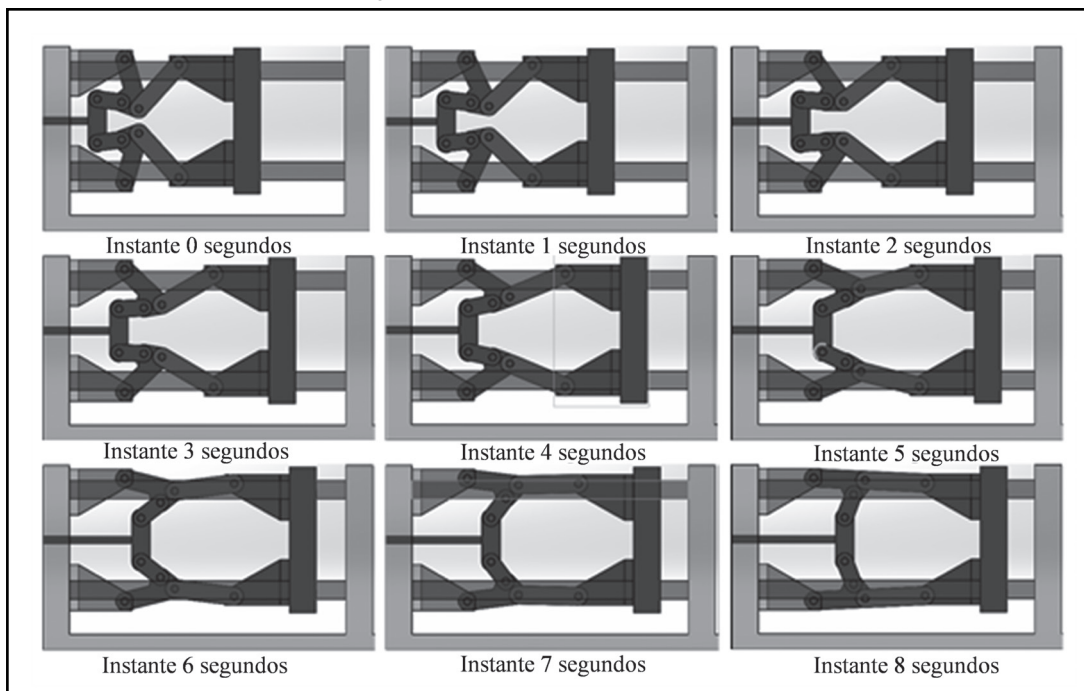 Instante 0 segundos
Instante 1 segundos
Instante 2 segundos
Instante 3 segundos
Instante 4 segundos
Instante 5 segundos
Instante 6 segundos
Instante 7 segundos
Instante 8 segundos